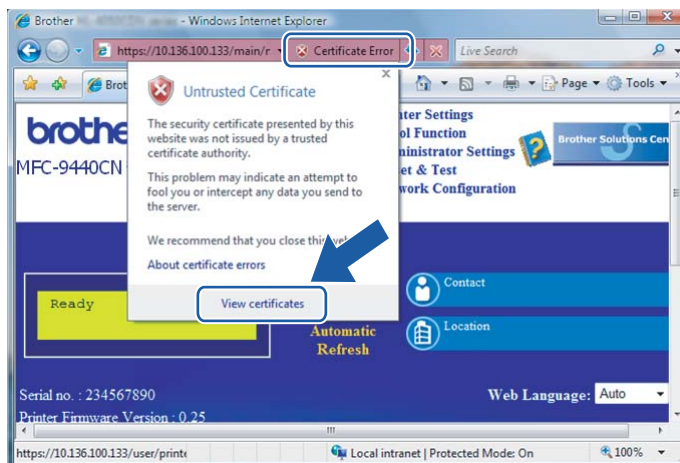 Brother - Windows Internet Explorer
https://10.136.100.133/main/r Certificate Error Live Search
Brot Page Tools
Untrusted Certificate
The security certificate presented by this
website was not issued by a trusted
certificate authority.
This problem may indicate an attempt to
fool you or intercept any data you send to
the server.
We recommend that you close this
About certificate errors
View certificates
brothe
MFC-9440CN
nter Settings
ol Function
ministrator Settings
et & Test
work Configuration
Brother Solutions Cen
Ready
Automatic
Refresh
Contact
Location
Serial no. : 234567890
Web Language: Auto
Printer Firmware Version : 0.25
https://10.136.100.133/user/printe Local intranet | Protected Mode: On 100%